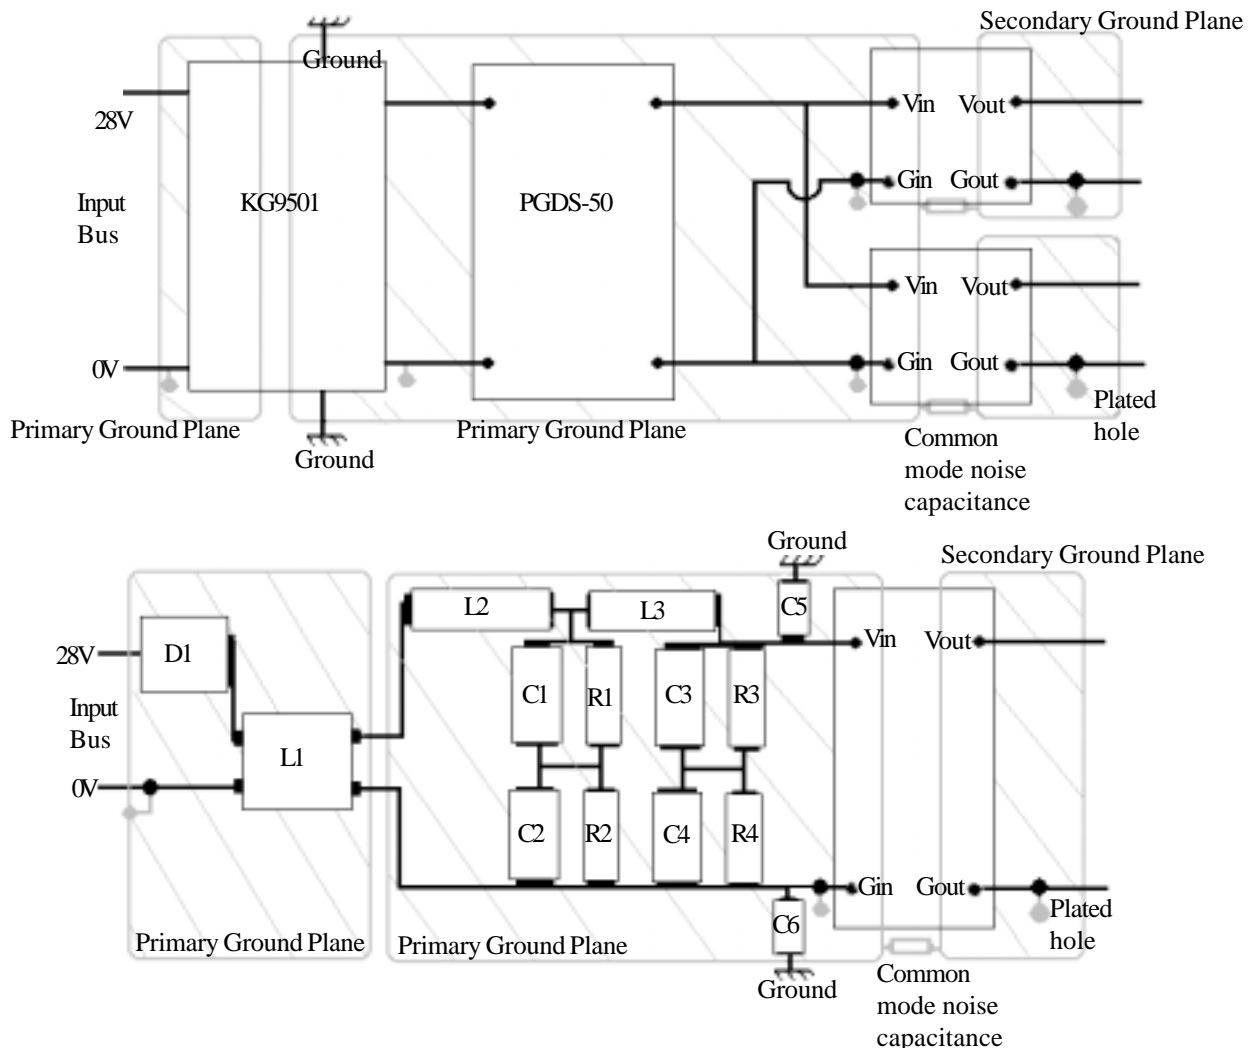 Secondary Ground Plane
Ground
28V
Vin
Vout
Input
Bus
KG9501
PGDS-50
Gin
Gout
Vin
Vout
0V
Gin
Gout
Primary Ground Plane
Primary Ground Plane
Plated
hole
Ground
Common
mode noise
capacitance
Ground
Secondary Ground Plane
L2
L3
C5
28V
D1
Vin
Vout
Input
Bus
C1
R1
C3
R3
L1
0V
C2
R2
C4
R4
Gin
Gout
C6
Plated
hole
Primary Ground Plane
Primary Ground Plane
Ground
Common
mode noise
capacitance